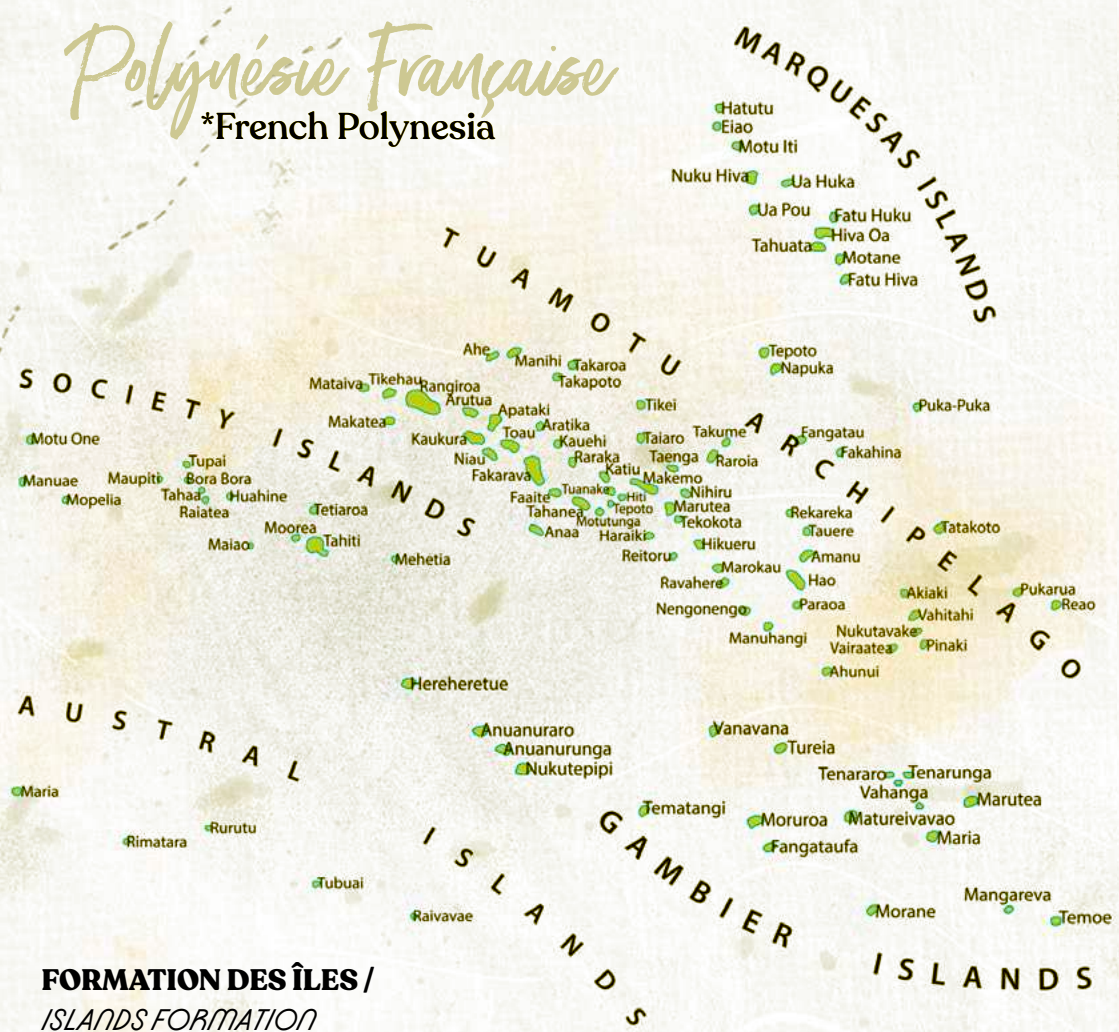 Polynésie Française
*French Polynesia
MARQUESAS ISLANDS
Hatutu
Eiao
Motu Iti
Nuku Hiva
Ua Huka
Ua Pou
Fatu Huku
Hiva Oa
Tahuata
Motane
Fatu Hiva
TUAMOTU ARCHIPELAGO
Ahe
Manihi
Takaroa
Takapoto
Tepoto
Napuka
Mataiva
Tikehau
Rangiroa
Arutua
Apataki
Tikei
Puka-Puka
Makatea
Kaukura
Toau
Aratika
Kauehi
Taiaro
Takume
Fangatau
Fakahina
Niau
Fakarava
Raraka
Katiu
Taenga
Raroia
Makemo
Faaite
Tuanake
Hiti
Nihiru
Tahanea
Tepoto
Marutea
Motutunga
Tekokota
Rekareka
Anaa
Haraiki
Tauere
Tatakoto
Reitoru
Hikueru
Amanu
Marokau
Ravahere
Hao
Akiaki
Pukarua
Reao
Nengonengo
Paraoa
Vahitahi
Manuhangi
Nukutavake
Vairaatea
Pinaki
Ahunui
SOCIETY ISLANDS
Motu One
Manuae
Mopelia
Maupiti
Tupai
Bora Bora
Tahaa
Huahine
Raiatea
Tetiaroa
Moorea
Maiao
Tahiti
Mehetia
Hereheretue
Anuanuraro
Anuanurunga
Nukutepipi
Vanavana
Tureia
Tenararo
Tenarunga
Vahanga
Marutea
Tematangi
Moruroa
Matureivavao
Maria
Fangataufa
Mangareva
Morane
Temoe
GAMBIER ISLANDS
AUSTRAL ISLANDS
Maria
Rimatara
Rurutu
Tubuai
Raivavae
FORMATION DES ÎLES /
ISLANDS FORMATION